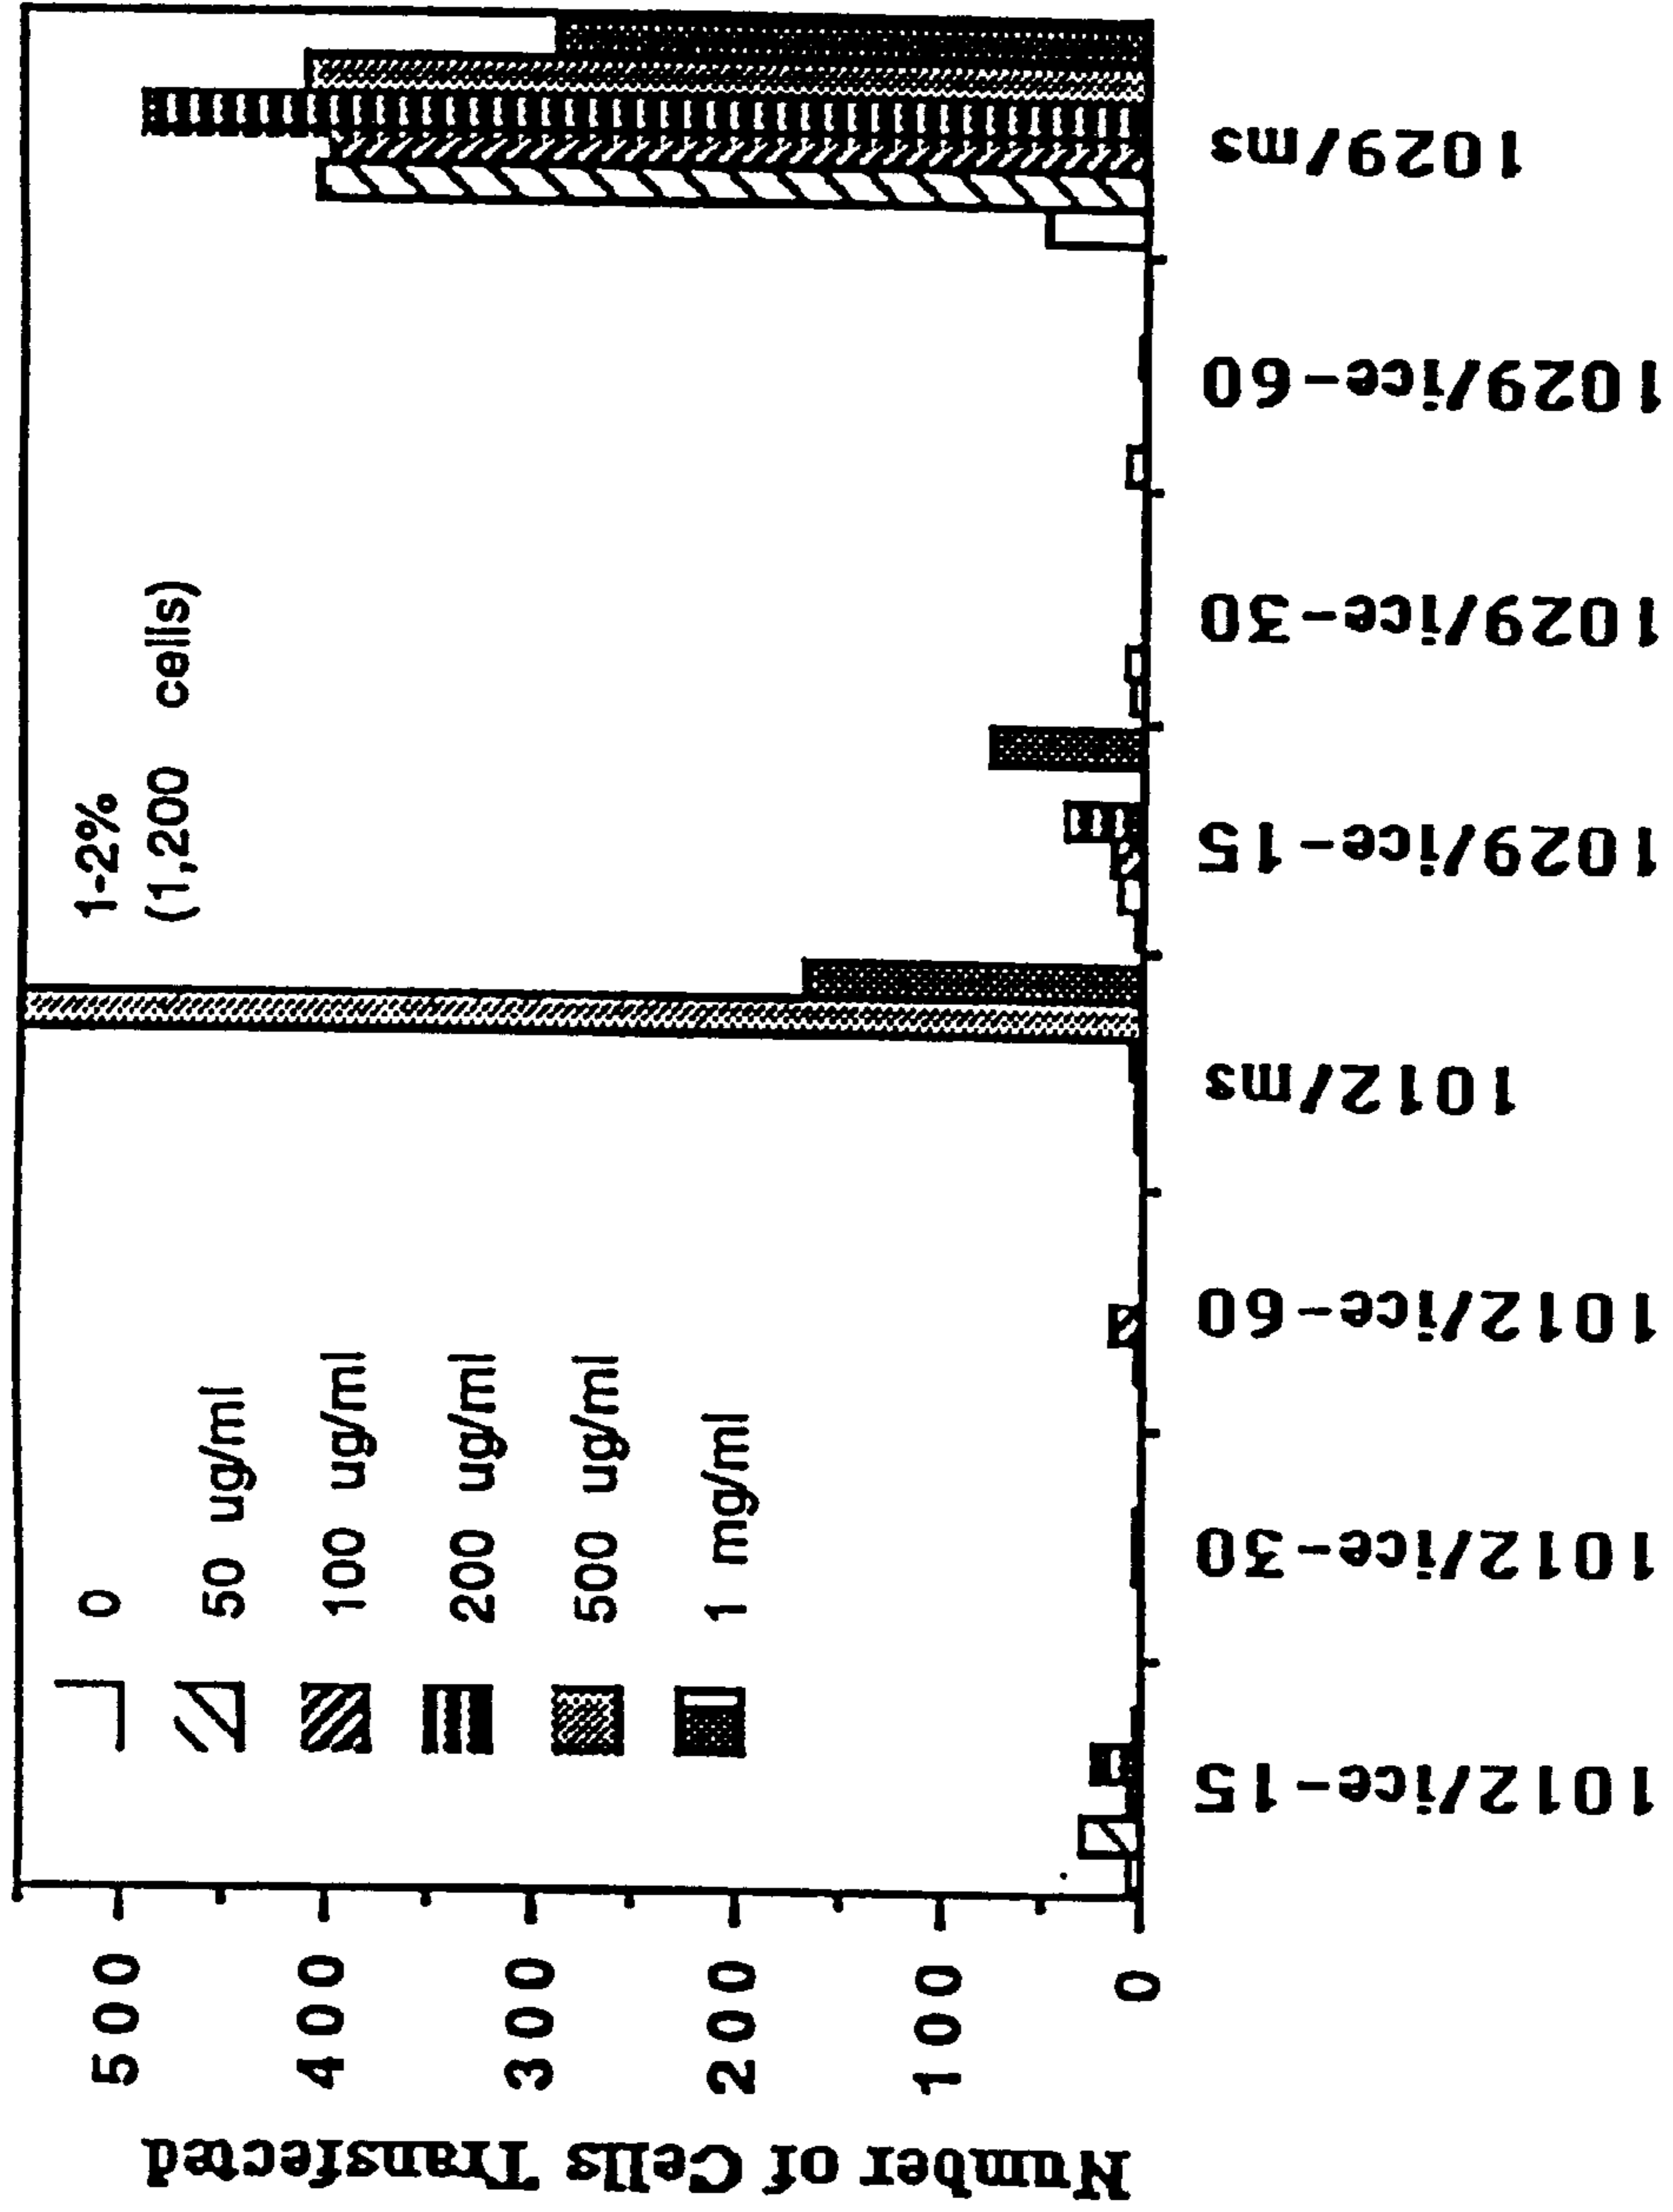 Number of Cells Transfected
500
400
300
200
100
0
0
50 ug/ml
100 ug/ml
200 ug/ml
500 ug/ml
1 mg/ml
1-2%
(1,200 cells)
1012/ice-15
1012/ice-30
1012/ice-60
1012/ms
1029/ice-15
1029/ice-30
1029/ice-60
1029/ms